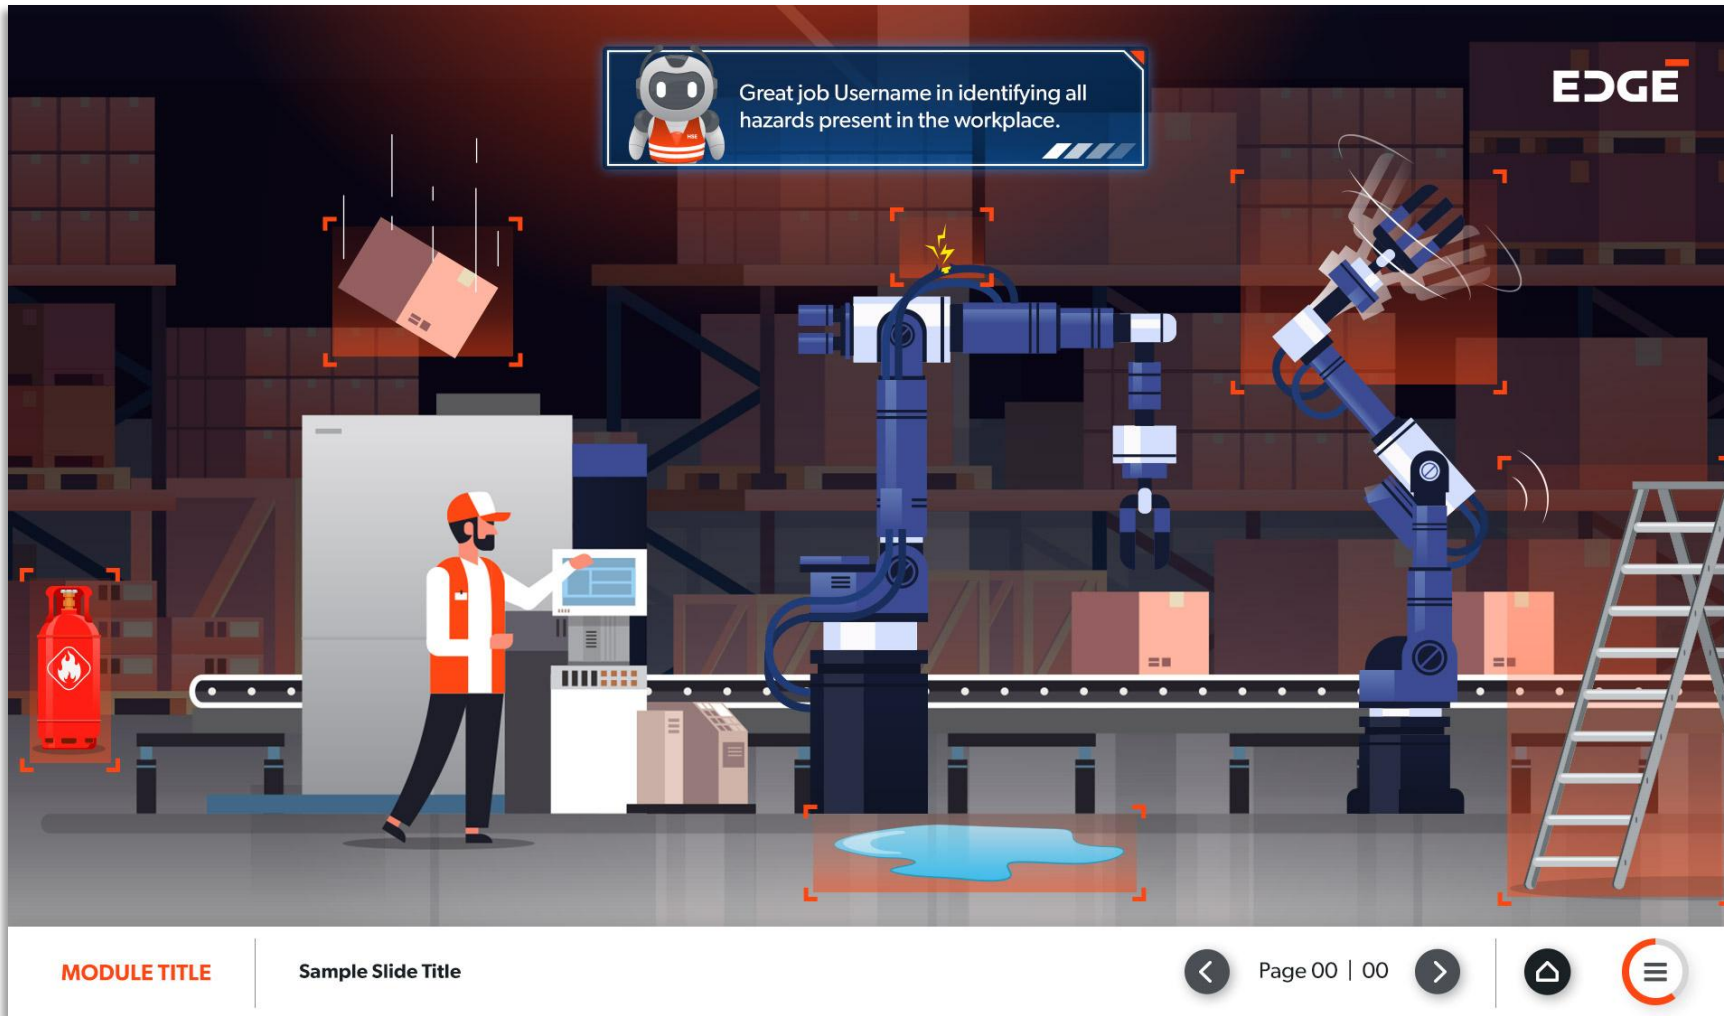 Great job Username in identifying all
hazards present in the workplace.
HSE
EDGE
MODULE TITLE
Sample Slide Title
Page 00 | 00